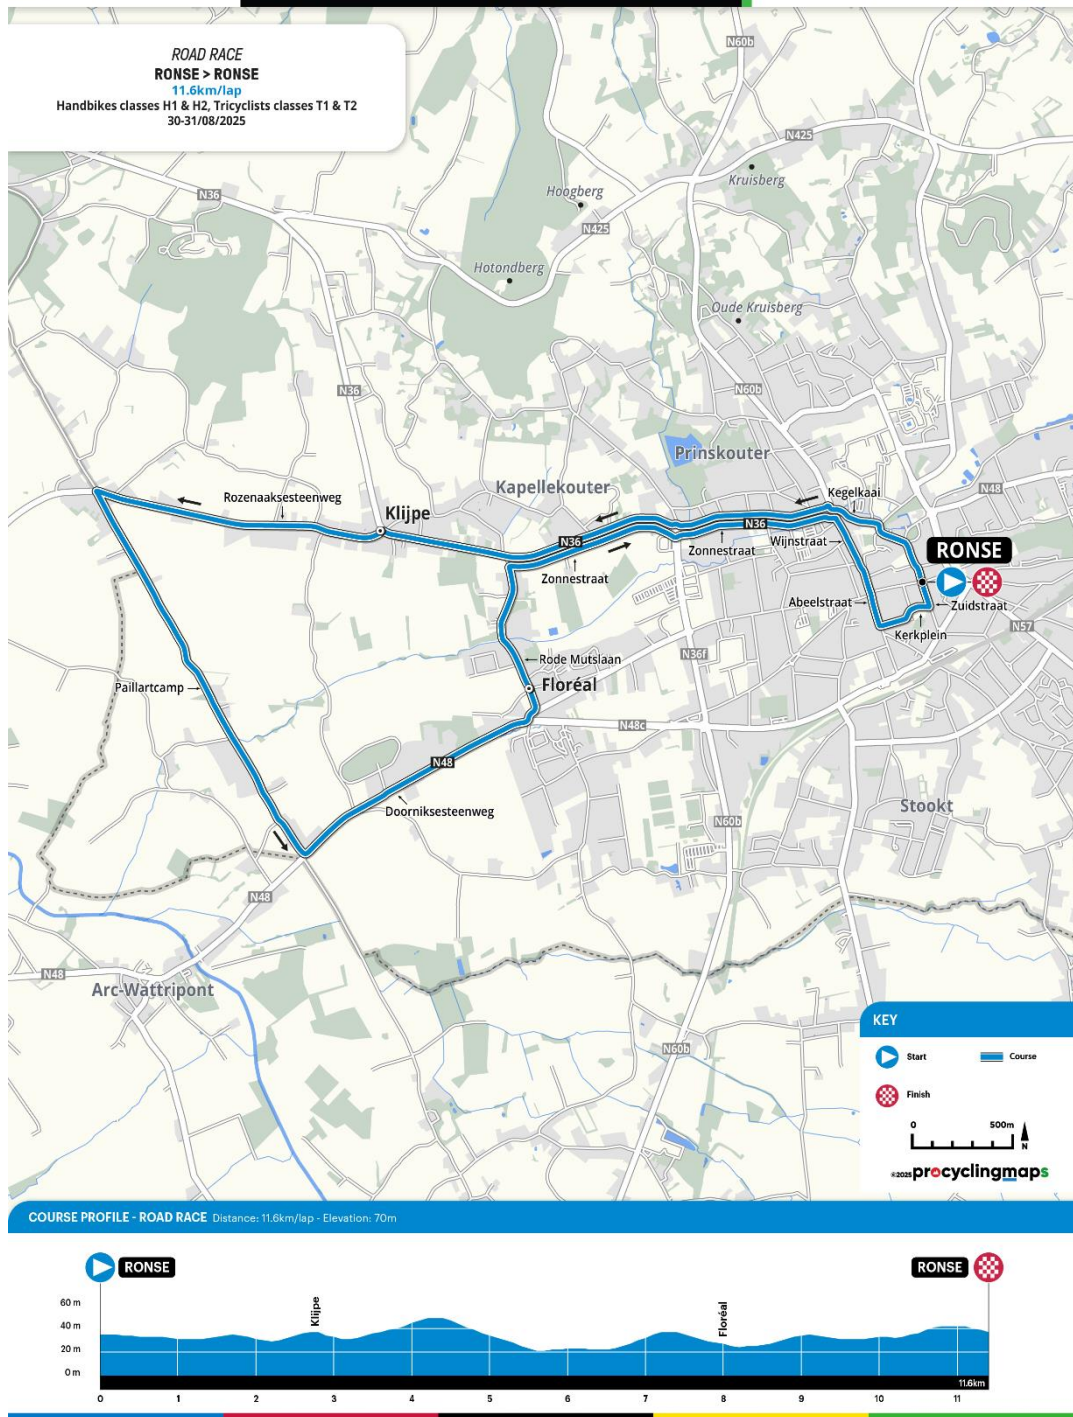 ROAD RACE
RONSE > RONSE
11.6km/lap
Handbikes classes H1 & H2, Tricyclists classes T1 & T2
30-31/08/2025
N60b
N425
Kruisberg
N36
Hoogberg
N425
Hotondberg
Oude Kruisberg
N36
N60b
Prinskouter
Kapellekouter
Rozenaaksesteenweg
Kegelkaai
N48
Klijpe
N36
N36
Wijnstraat
Zonnestraat
RONSE
Zonnestraat
Abeelstraat
Zuidstraat
Kerkplein
N57
Rode Mutslaan
N36f
Floréal
Paillartcamp
N48c
N48
Doorniksesteenweg
Stookt
N60b
N48
N48
Arc-Wattripont
N60b
KEY
Start
Course
Finish
0 500m
N
©2025 procyclingmaps
COURSE PROFILE - ROAD RACE Distance: 11.6km/lap - Elevation: 70m
RONSE
RONSE
Klijpe
Floréal
60 m
40 m
20 m
0 m
11.6km
0 1 2 3 4 5 6 7 8 9 10 11